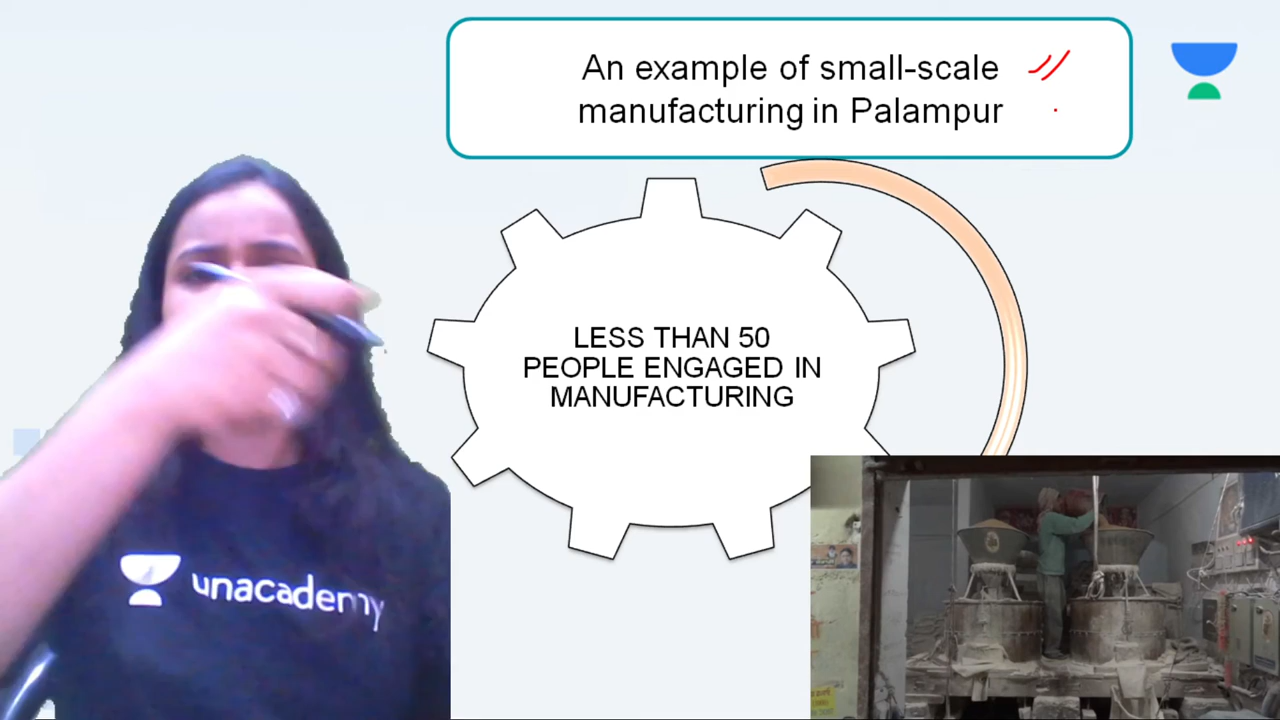 An example of small-scale
manufacturing in Palampur
LESS THAN 50
PEOPLE ENGAGED IN
MANUFACTURING
unacademy